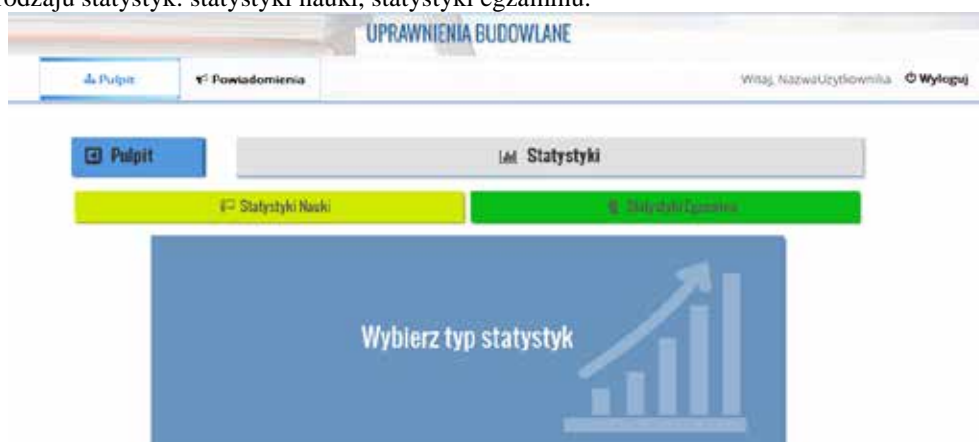 rodzaju statystyk: statystyki nauki, statystyki egzaminu.
UPRAWNIENIA BUDOWLANE
Pulpit Powiadomienia Witaj, NazwaUżytkownika Wyloguj
Pulpit Statystyki
Statystyki Nauki Statystyki Egzaminu
Wybierz typ statystyk